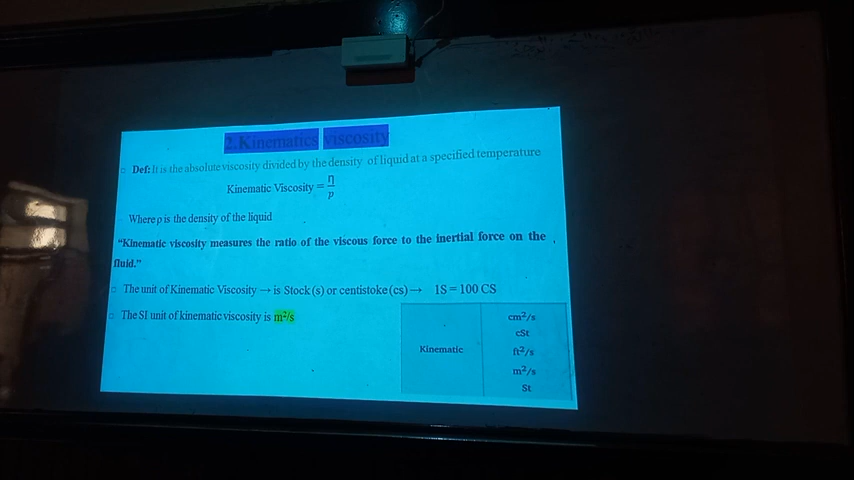 2.Kinematics viscosity
Def: It is the absolute viscosity divided by the density of liquid at a specified temperature
Kinematic Viscosity = η/p
Where p is the density of the liquid
“Kinematic viscosity measures the ratio of the viscous force to the inertial force on the
fluid.”
The unit of Kinematic Viscosity → is Stock (s) or centistoke (cs) → 1S = 100 CS
The SI unit of kinematic viscosity is m²/s
Kinematic
cm²/s
cSt
ft²/s
m²/s
St